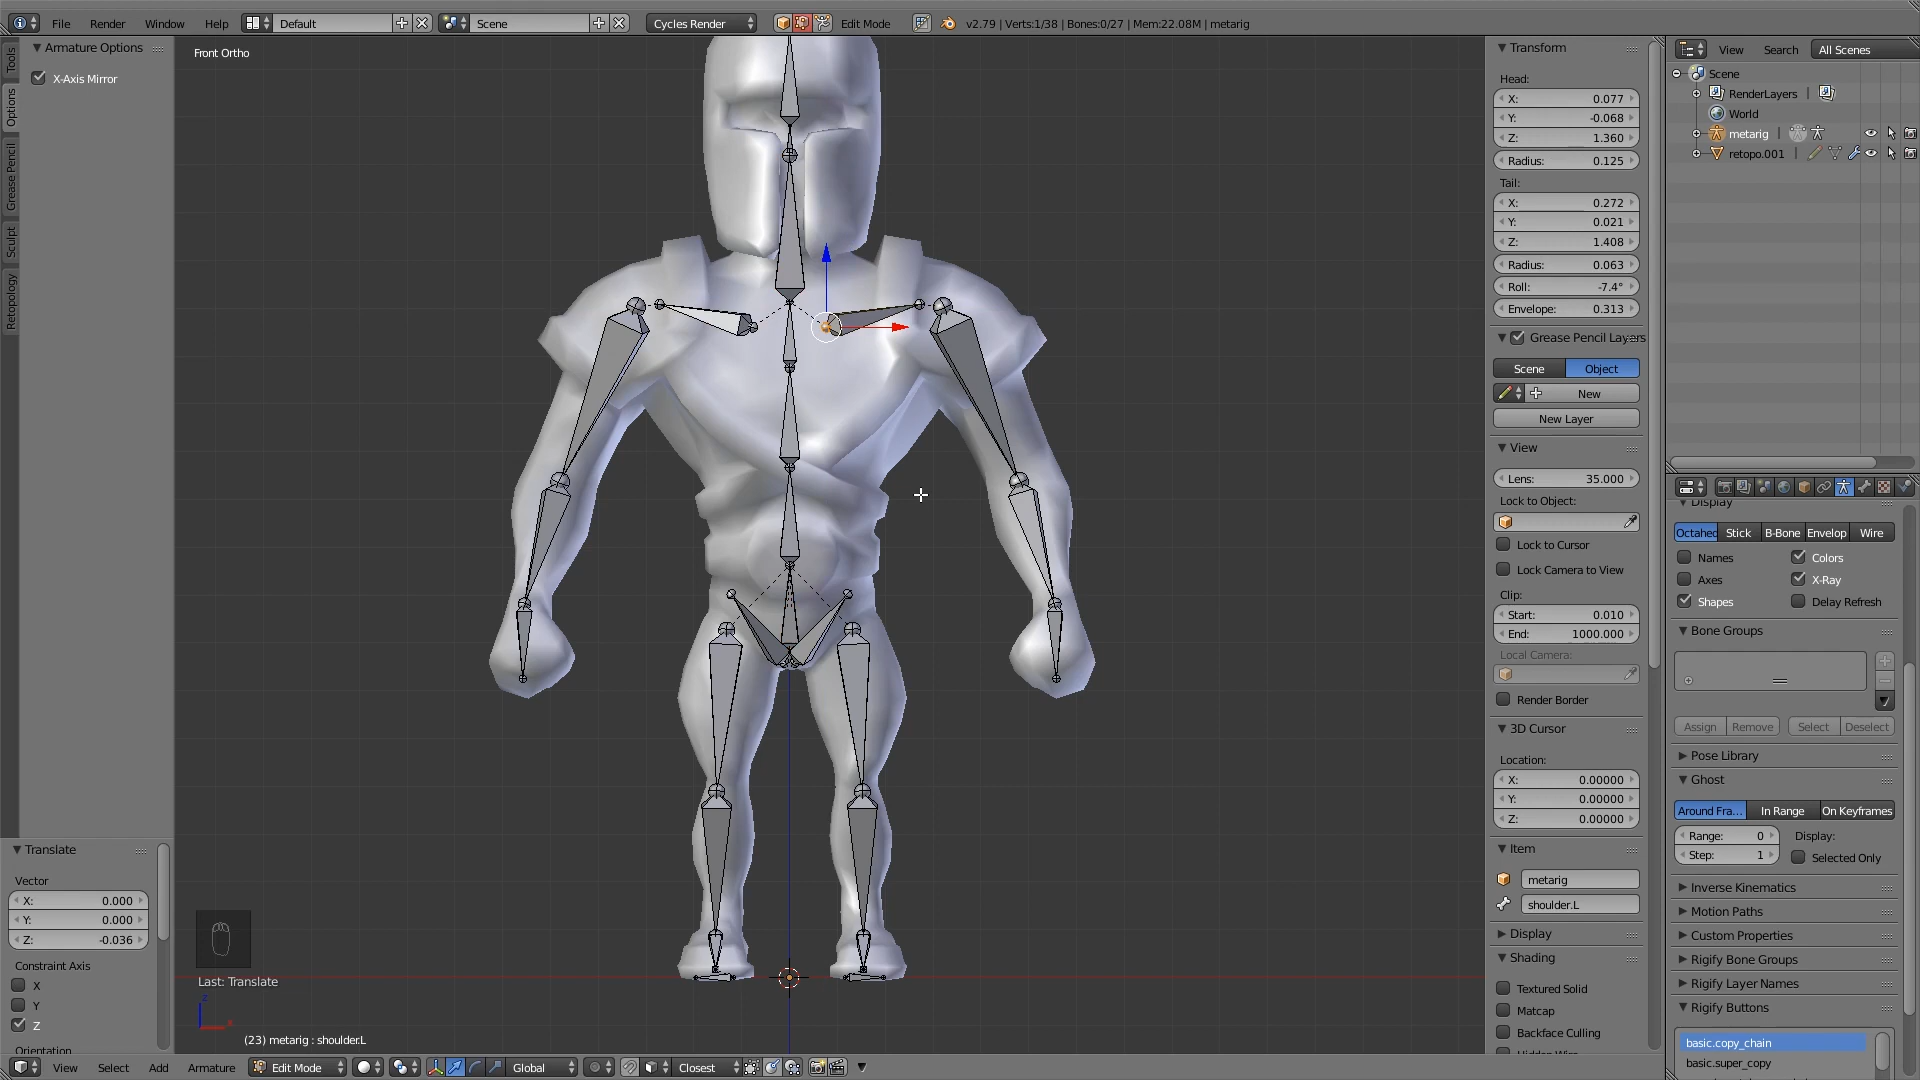 File Render Window Help Default Scene Cycles Render Edit Mode v2.79 | Verts:1/38 | Bones:0/27 | Mem:22.08M | metarig
Armature Options
X-Axis Mirror
Tools
Options
Grease Pencil
Sculpt
Retopology
Translate
Vector
X: 0.000
Y: 0.000
Z: -0.036
Constraint Axis
X
Y
Z
Orientation
Front Ortho
Last: Translate
z
x
(23) metarig : shoulder.L
View Select Add Armature Edit Mode Global Closest
Transform
Head:
X: 0.077
Y: -0.068
Z: 1.360
Radius: 0.125
Tail:
X: 0.272
Y: 0.021
Z: 1.408
Radius: 0.063
Roll: -7.4°
Envelope: 0.313
Grease Pencil Layers
Scene Object
New
New Layer
View
Lens: 35.000
Lock to Object:
Lock to Cursor
Lock Camera to View
Clip:
Start: 0.010
End: 1000.000
Local Camera:
Render Border
3D Cursor
Location:
X: 0.00000
Y: 0.00000
Z: 0.00000
Item
metarig
shoulder.L
Display
Shading
Textured Solid
Matcap
Backface Culling
Hidden Wire
View Search All Scenes
Scene
RenderLayers |
World
metarig |
retopo.001 |
Display
Octahed Stick B-Bone Envelop Wire
Names Colors
Axes X-Ray
Shapes Delay Refresh
Bone Groups
Assign Remove Select Deselect
Pose Library
Ghost
Around Fra... In Range On Keyframes
Range: 0 Display:
Step: 1 Selected Only
Inverse Kinematics
Motion Paths
Custom Properties
Rigify Bone Groups
Rigify Layer Names
Rigify Buttons
basic.copy_chain
basic.super_copy